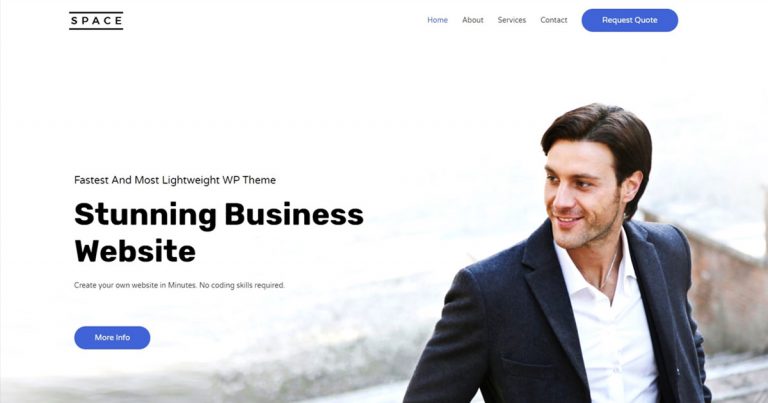 SPACE
Home About Services Contact Request Quote
Fastest And Most Lightweight WP Theme
Stunning Business
Website
Create your own website in Minutes. No coding skills required.
More Info